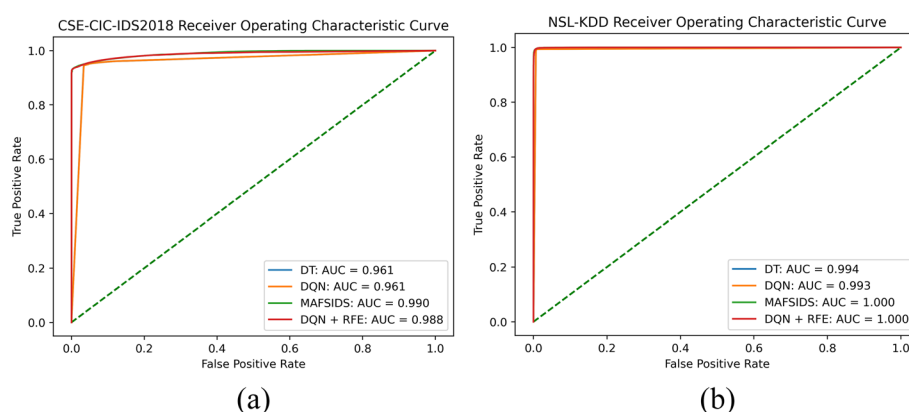 CSE-CIC-IDS2018 Receiver Operating Characteristic Curve
1.0
0.8
0.6
0.4
0.2
0.0
True Positive Rate
DT: AUC = 0.961
DQN: AUC = 0.961
MAFSIDS: AUC = 0.990
DQN + RFE: AUC = 0.988
0.0 0.2 0.4 0.6 0.8 1.0
False Positive Rate
(a)
NSL-KDD Receiver Operating Characteristic Curve
1.0
0.8
0.6
0.4
0.2
0.0
True Positive Rate
DT: AUC = 0.994
DQN: AUC = 0.993
MAFSIDS: AUC = 1.000
DQN + RFE: AUC = 1.000
0.0 0.2 0.4 0.6 0.8 1.0
False Positive Rate
(b)